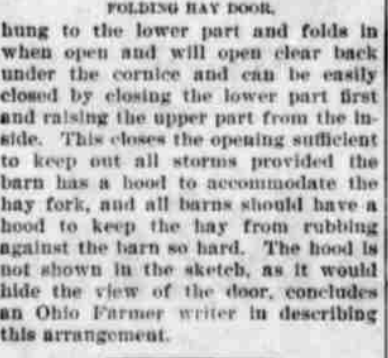 FOLDING HAY DOOR.
hung to the lower part and folds in
when open and will open clear back
under the cornice and can be easily
closed by closing the lower part first
and raising the upper part from the in-
side. This closes the opening sufficient
to keep out all storms provided the
barn has a hood to accommodate the
hay fork, and all barns should have a
hood to keep the hay from rubbing
against the barn so hard. The hood is
not shown in the sketch, as it would
hide the view of the door, concludes
an Ohio Farmer writer in describing
this arrangement.